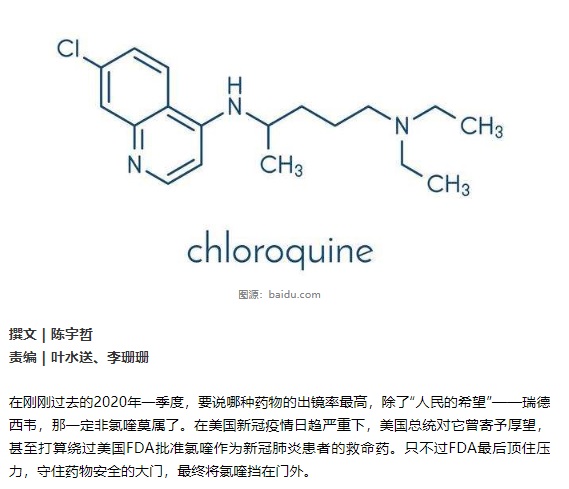 Cl
H
N
N
CH3
N
CH3
CH3
chloroquine
图源：baidu.com
撰文 | 陈宇哲
责编 | 叶水送、李珊珊
在刚刚过去的2020年一季度，要说哪种药物的出镜率最高，除了“人民的希望”——瑞德
西韦，那一定非氯喹莫属了。在美国新冠疫情日趋严重下，美国总统对它曾寄予厚望，
甚至打算绕过美国FDA批准氯喹作为新冠肺炎患者的救命药。只不过FDA最后顶住压
力，守住药物安全的大门，最终将氯喹挡在门外。